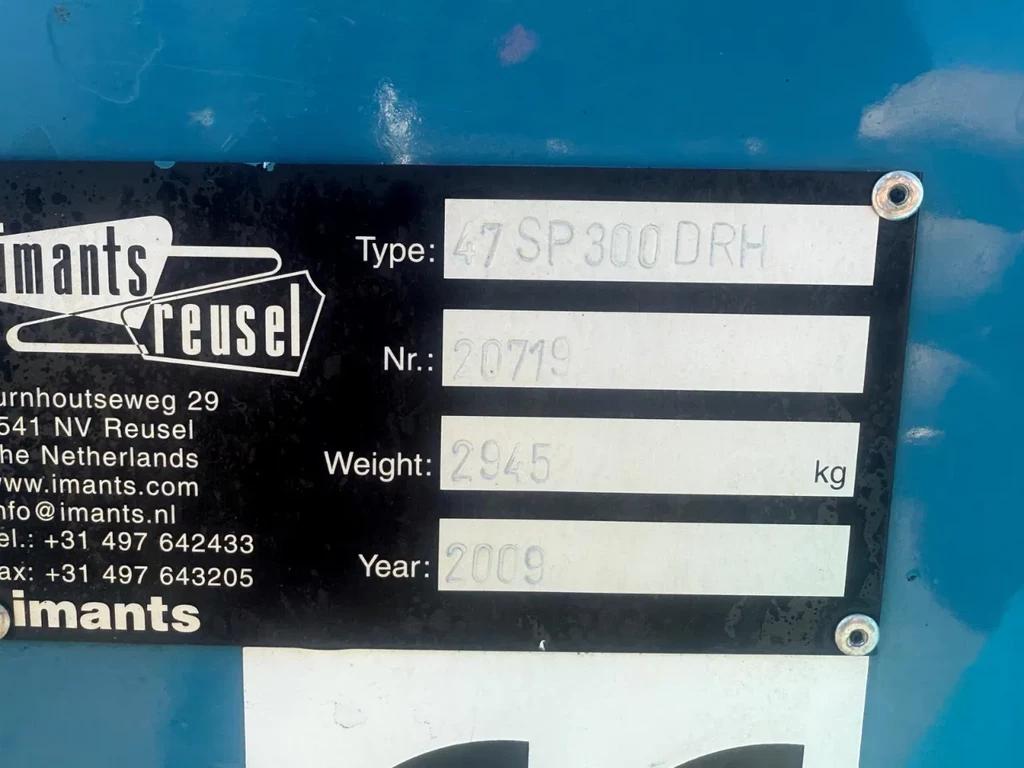 imants
reusel
urnhoutseweg 29
541 NV Reusel
he Netherlands
ww.imants.com
nfo@imants.nl
el.: +31 497 642433
ax: +31 497 643205
imants
Type: 47 SP 300 DRH
Nr.: 20719
Weight: 2945 kg
Year: 2009